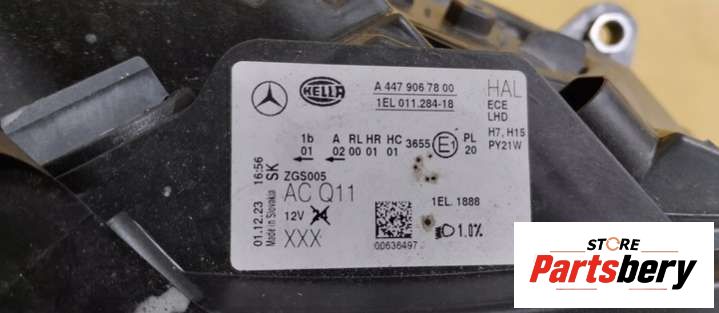 HELLA
A 447 906 78 00
1EL 011.284-18
HAL
ECE
LHD
H7, H15
PY21W
1b A RL HR HC 3655 E1 PL
01 02 00 01 01 20
ZGS005
AC Q11
12V
XXX
01.12.23 16:56
Made in Slovakia SK
00636497
1EL. 1888
1.0%
STORE
Partsbery